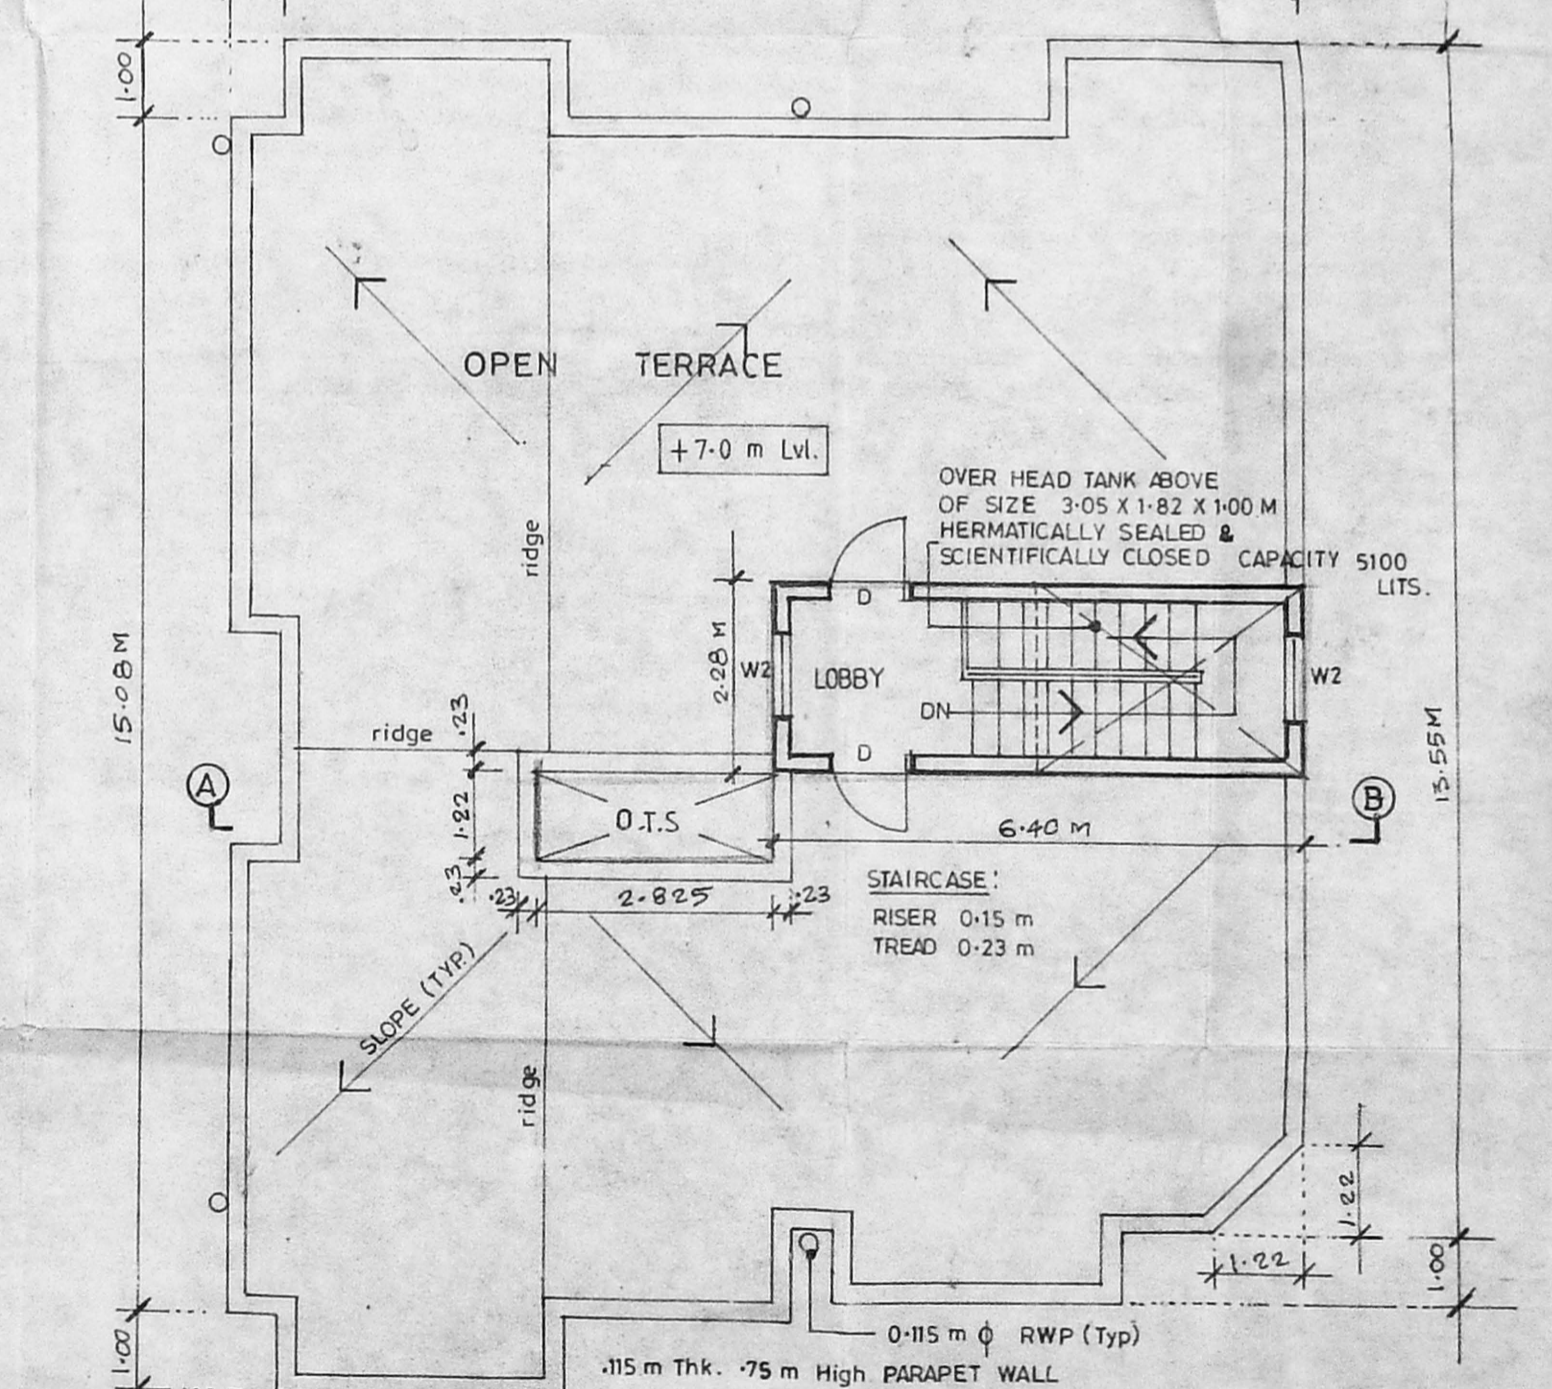 1.00
OPEN TERRACE
+7.0 m Lvl.
OVER HEAD TANK ABOVE
OF SIZE 3.05 X 1.82 X 1.00 M
HERMATICALLY SEALED &
SCIENTIFICALLY CLOSED CAPACITY 5100
LITS.
ridge
D
2.28 M
W2
LOBBY
W2
DN
15.08 M
ridge
.23
D
A
B
13.55 M
1.22
O.T.S
6.40 M
.23
.23
2.825
.23
STAIRCASE:
RISER 0.15 m
TREAD 0.23 m
SLOPE (TYP.)
ridge
1.22
1.22
1.00
1.00
0.115 m ϕ RWP (Typ)
.115 m Thk. .75 m High PARAPET WALL